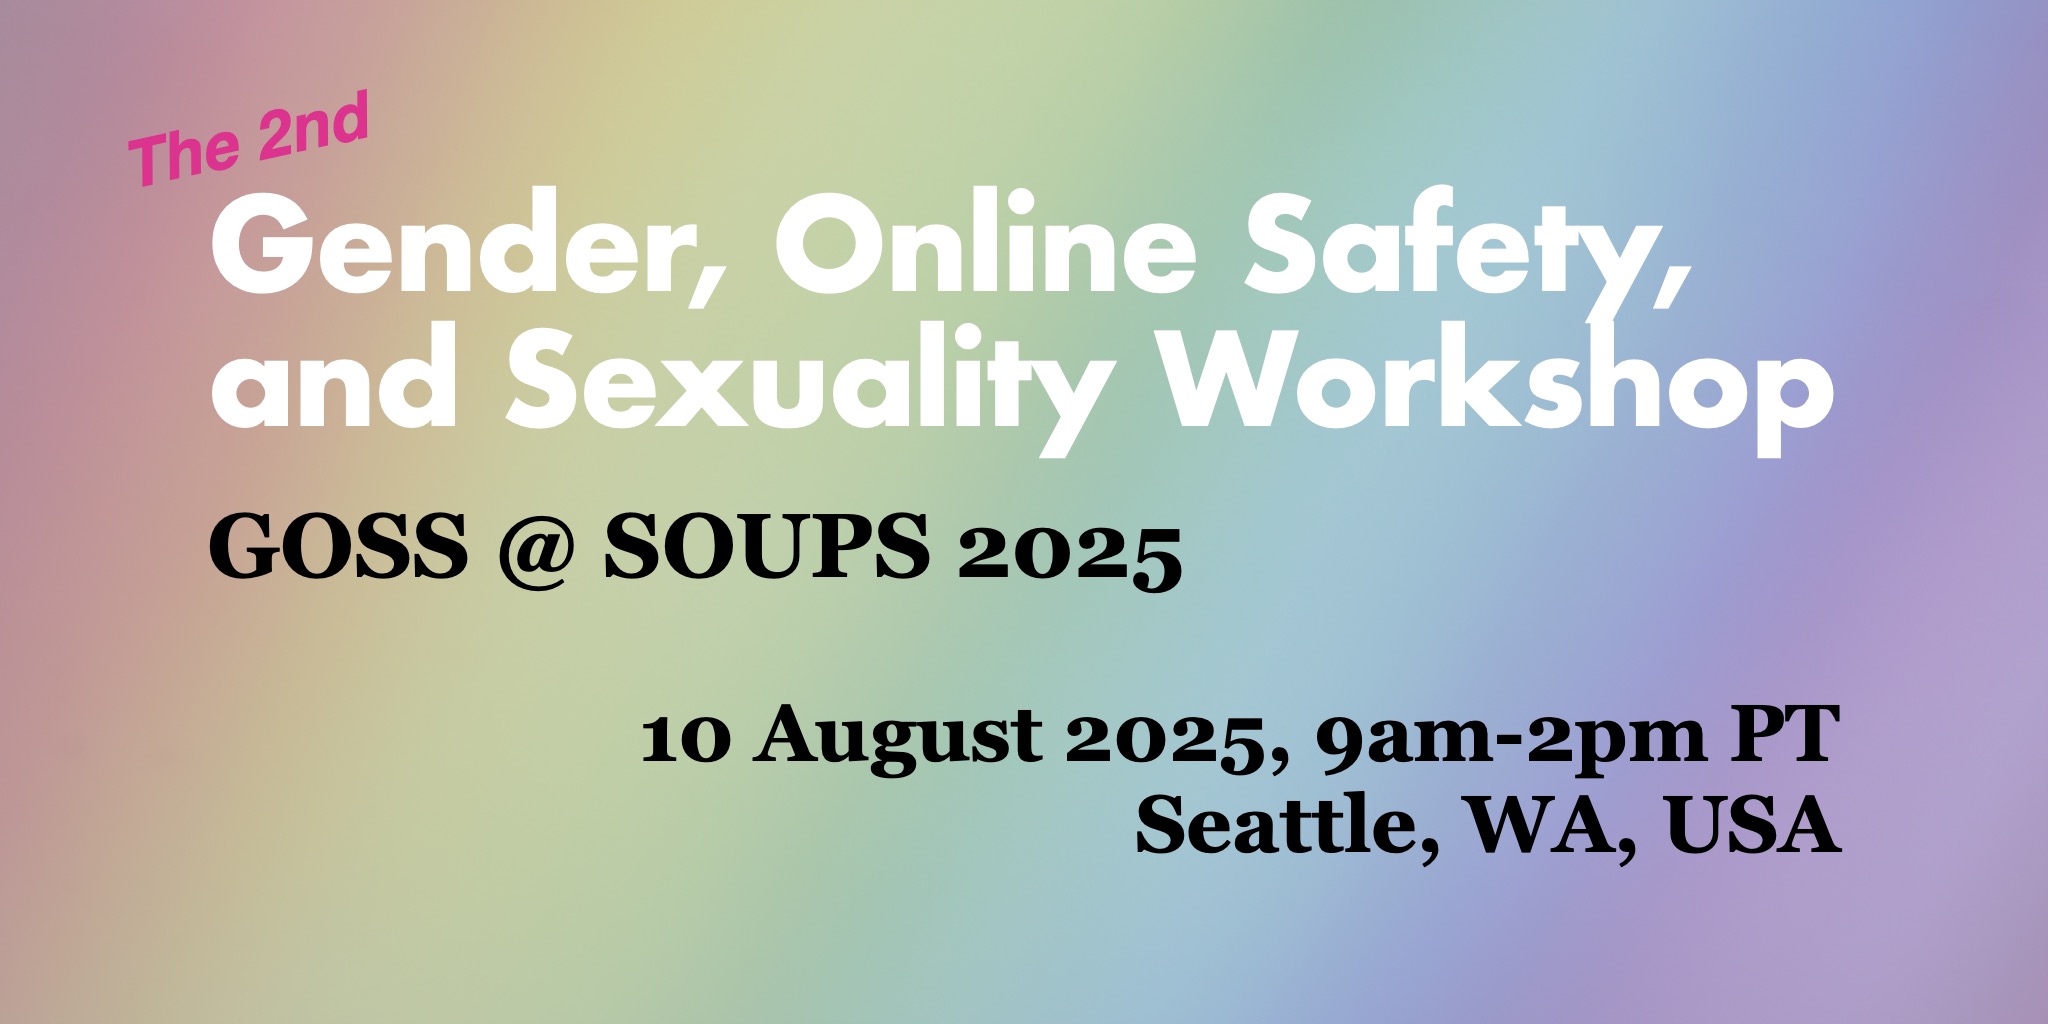 The 2nd
Gender, Online Safety,
and Sexuality Workshop
GOSS @ SOUPS 2025
10 August 2025, 9am-2pm PT
Seattle, WA, USA